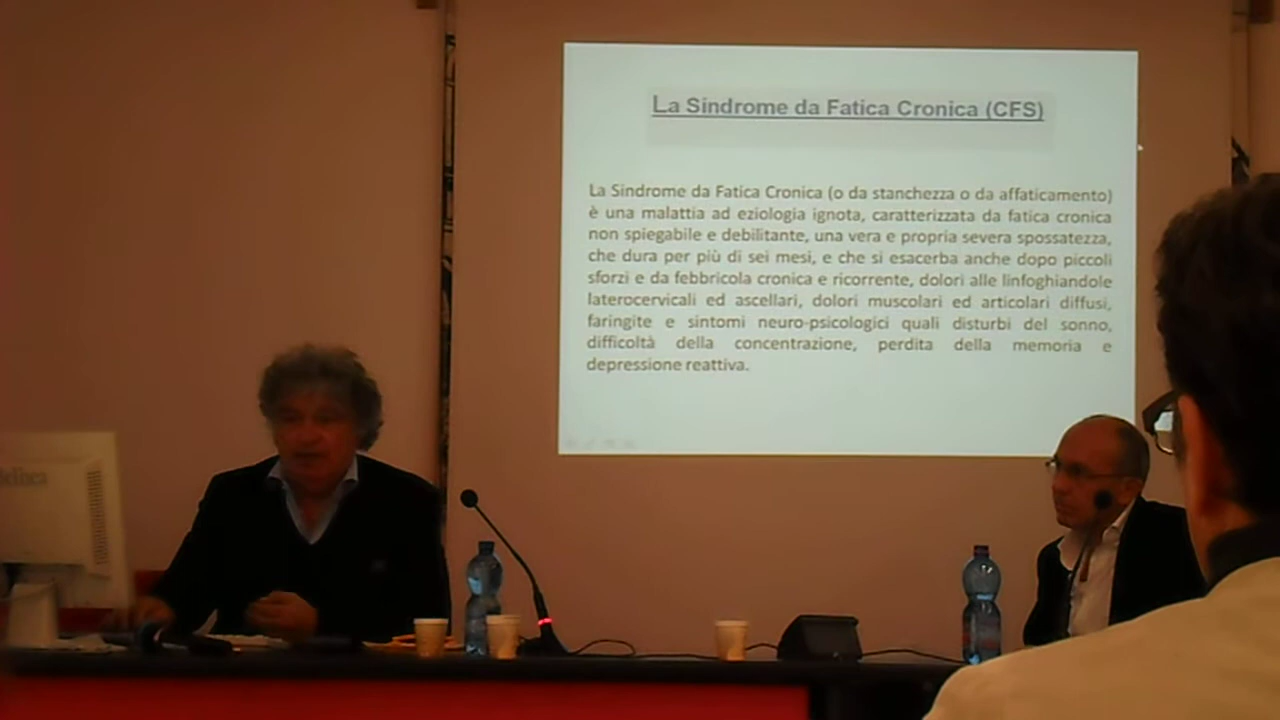 La Sindrome da Fatica Cronica (CFS)
La Sindrome da Fatica Cronica (o da stanchezza o da affaticamento)
è una malattia ad eziologia ignota, caratterizzata da fatica cronica
non spiegabile e debilitante, una vera e propria severa spossatezza,
che dura per più di sei mesi, e che si esacerba anche dopo piccoli
sforzi e da febbricola cronica e ricorrente, dolori alle linfoghiandole
laterocervicali ed ascellari, dolori muscolari ed articolari diffusi,
faringite e sintomi neuro-psicologici quali disturbi del sonno,
difficoltà della concentrazione, perdita della memoria e
depressione reattiva.